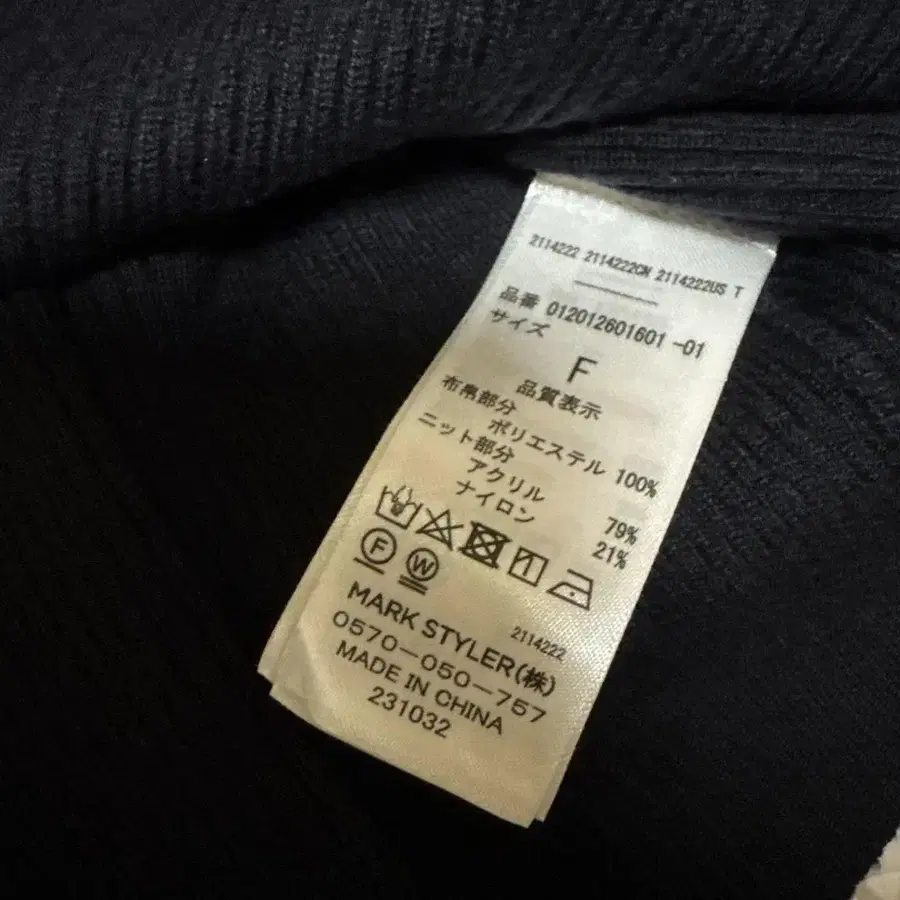 2114222 2114222CN 2114222US T
品番 012012601601 -01
サイズ
F
品質表示
布帛部分
ポリエステル 100%
ニット部分
アクリル 79%
ナイロン 21%
F W
2114222
MARK STYLER(株)
0570-050-757
MADE IN CHINA
231032